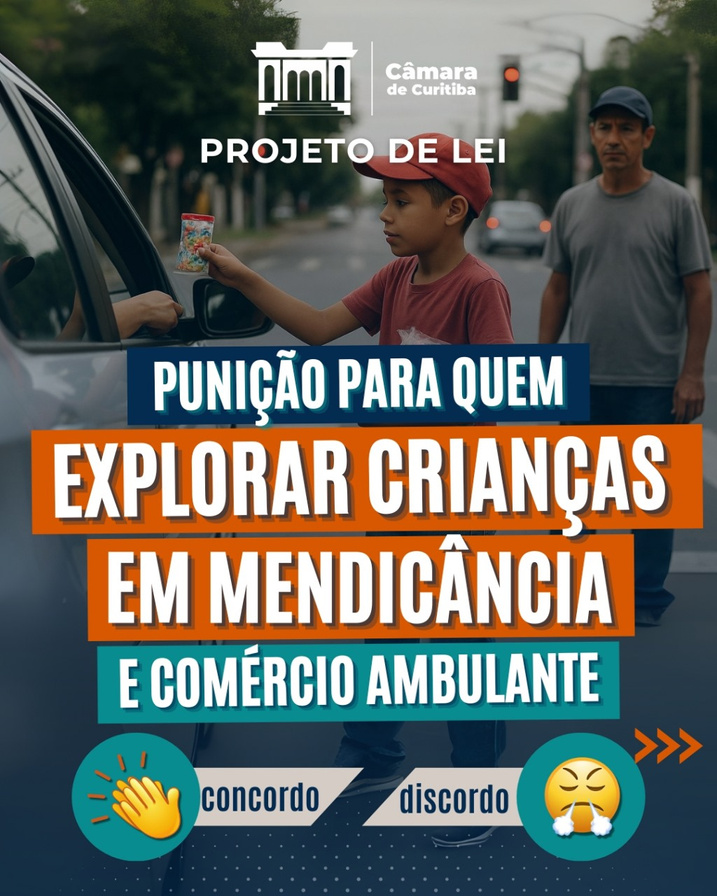 Câmara
de Curitiba
PROJETO DE LEI
PUNIÇÃO PARA QUEM
EXPLORAR CRIANÇAS
EM MENDICÂNCIA
E COMÉRCIO AMBULANTE
concordo
discordo